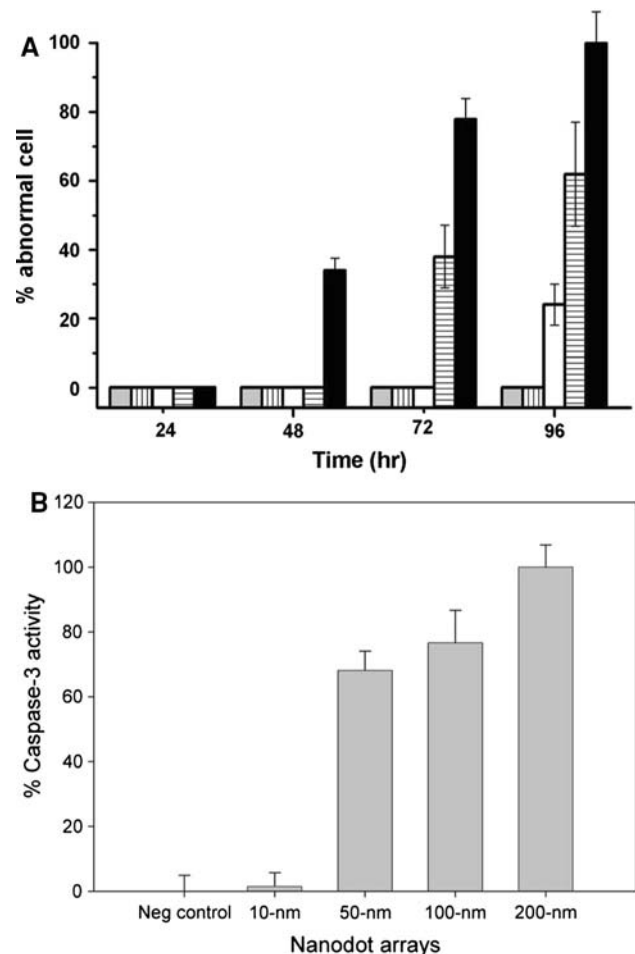 A
% abnormal cell
100
80
60
40
20
0
24 48 72 96
Time (hr)
B
% Caspase-3 activity
120
100
80
60
40
20
0
Neg control 10-nm 50-nm 100-nm 200-nm
Nanodot arrays